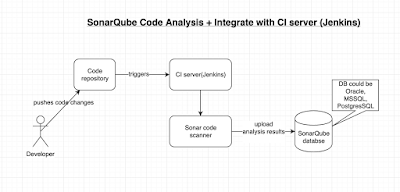 SonarQube Code Analysis + Integrate with CI server (Jenkins)
Code
repository
triggers
CI server(Jenkins)
DB could be
Oracle,
MSSQL,
PostgresSQL
pushes code changes
Developer
Sonar code
scanner
upload
analysis results
SonarQube
databse